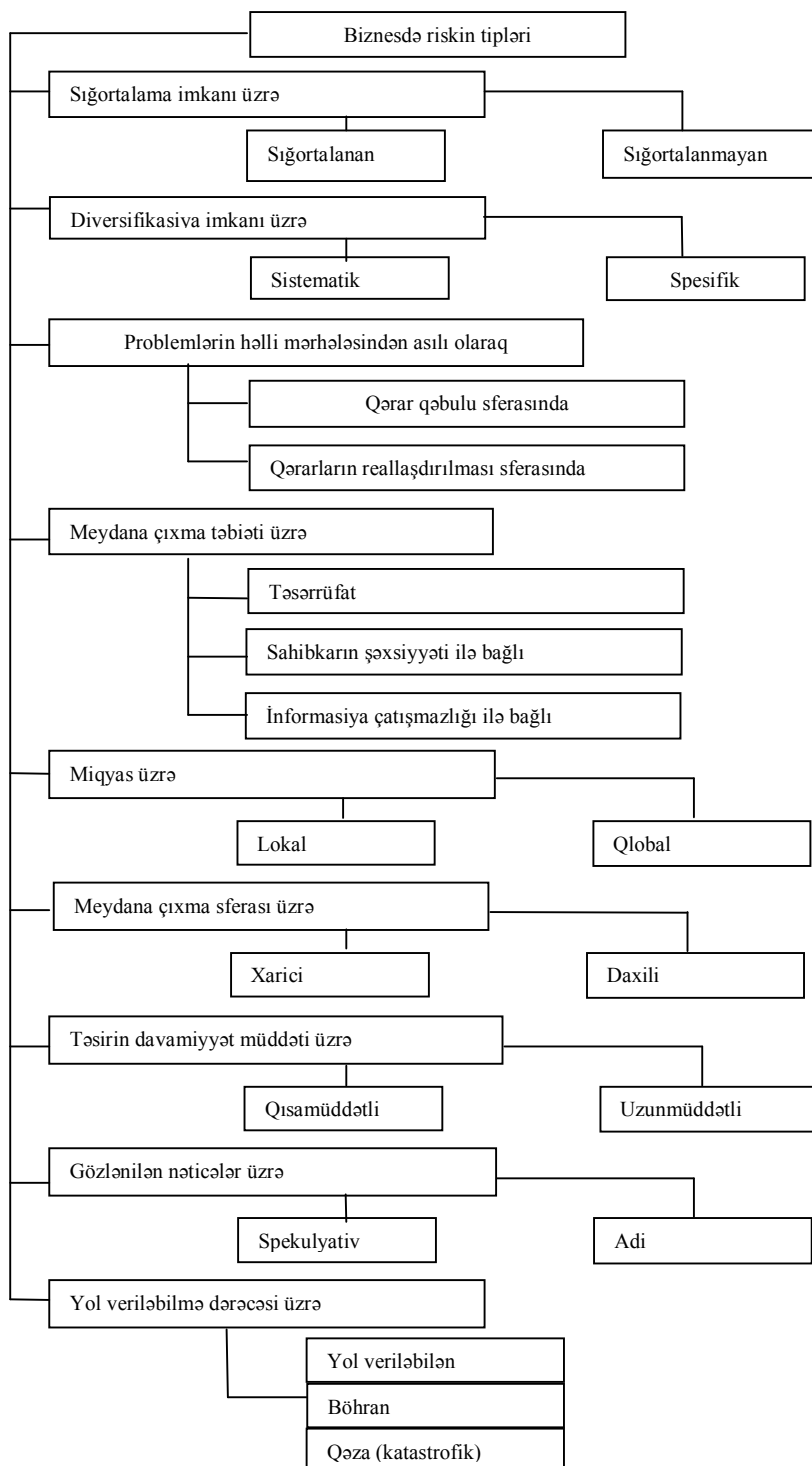 Biznesdə riskin tipləri
Sığortalama imkanı üzrə
Sığortalanan
Sığortalanmayan
Diversifikasiya imkanı üzrə
Sistematik
Spesifik
Problemlərin həlli mərhələsindən asılı olaraq
Qərar qəbulu sferasında
Qərarların reallaşdırılması sferasında
Meydana çıxma təbiəti üzrə
Təsərrüfat
Sahibkarın şəxsiyyəti ilə bağlı
İnformasiya çatışmazlığı ilə bağlı
Miqyas üzrə
Lokal
Qlobal
Meydana çıxma sferası üzrə
Xarici
Daxili
Təsirin davamiyyət müddəti üzrə
Qısamüddətli
Uzunmüddətli
Gözlənilən nəticələr üzrə
Spekulyativ
Adi
Yol veriləbilmə dərəcəsi üzrə
Yol veriləbilən
Böhran
Qəza (katastrofik)